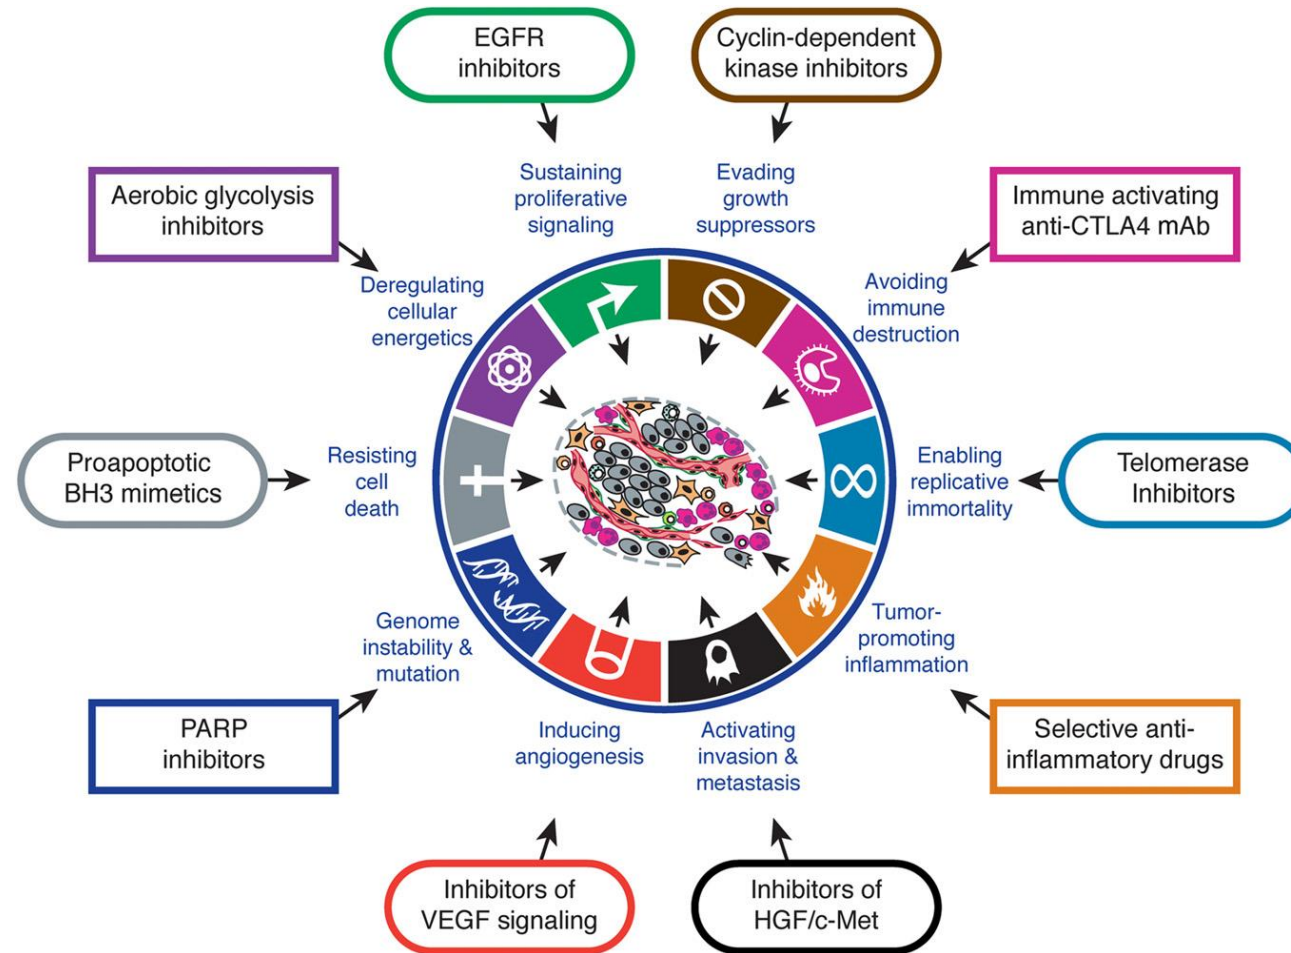 EGFR
inhibitors
Cyclin-dependent
kinase inhibitors
Sustaining
proliferative
signaling
Evading
growth
suppressors
Aerobic glycolysis
inhibitors
Immune activating
anti-CTLA4 mAb
Deregulating
cellular
energetics
Avoiding
immune
destruction
Proapoptotic
BH3 mimetics
Resisting
cell
death
Enabling
replicative
immortality
Telomerase
Inhibitors
Genome
instability &
mutation
Tumor-
promoting
inflammation
PARP
inhibitors
Inducing
angiogenesis
Activating
invasion &
metastasis
Selective anti-
inflammatory drugs
Inhibitors of
VEGF signaling
Inhibitors of
HGF/c-Met